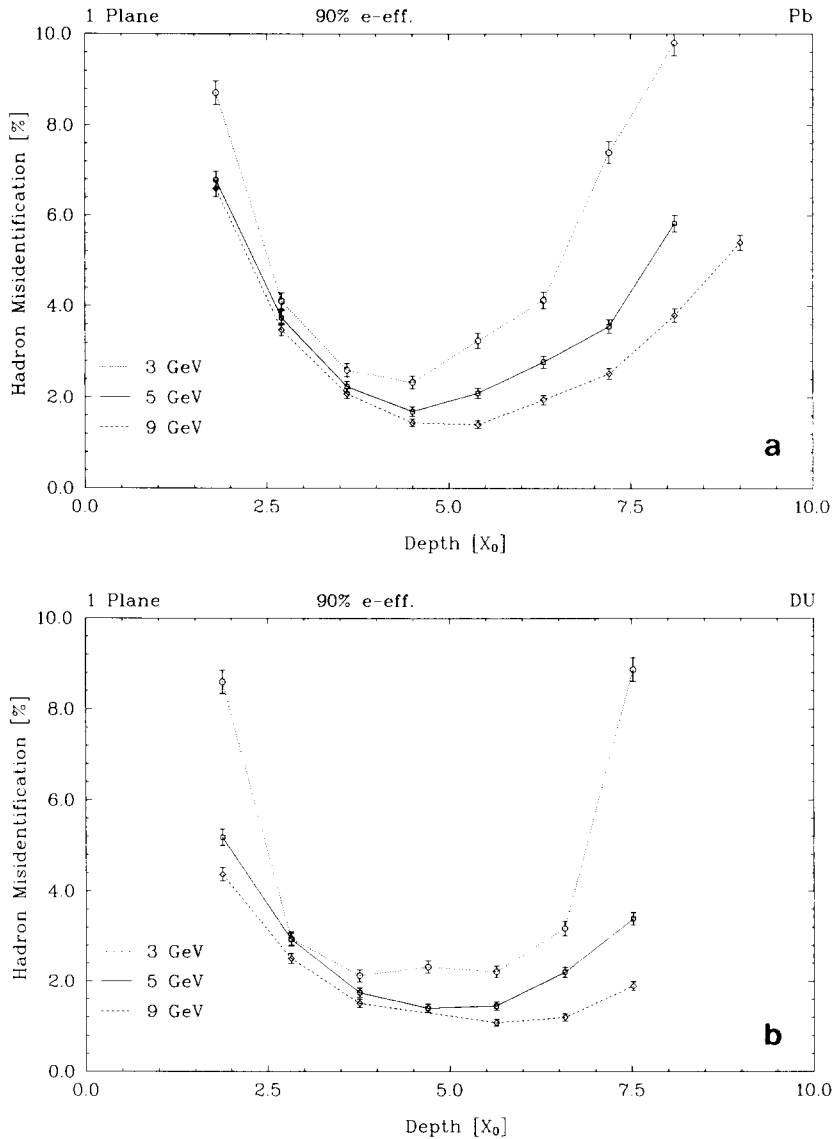 1 Plane 90% e-eff. Pb
10.0
8.0
6.0
4.0
2.0
0.0
Hadron Misidentification [%]
3 GeV
5 GeV
9 GeV
a
0.0 2.5 5.0 7.5 10.0
Depth [X₀]
1 Plane 90% e-eff. DU
10.0
8.0
6.0
4.0
2.0
0.0
Hadron Misidentification [%]
3 GeV
5 GeV
9 GeV
b
0.0 2.5 5.0 7.5 10.0
Depth [X₀]